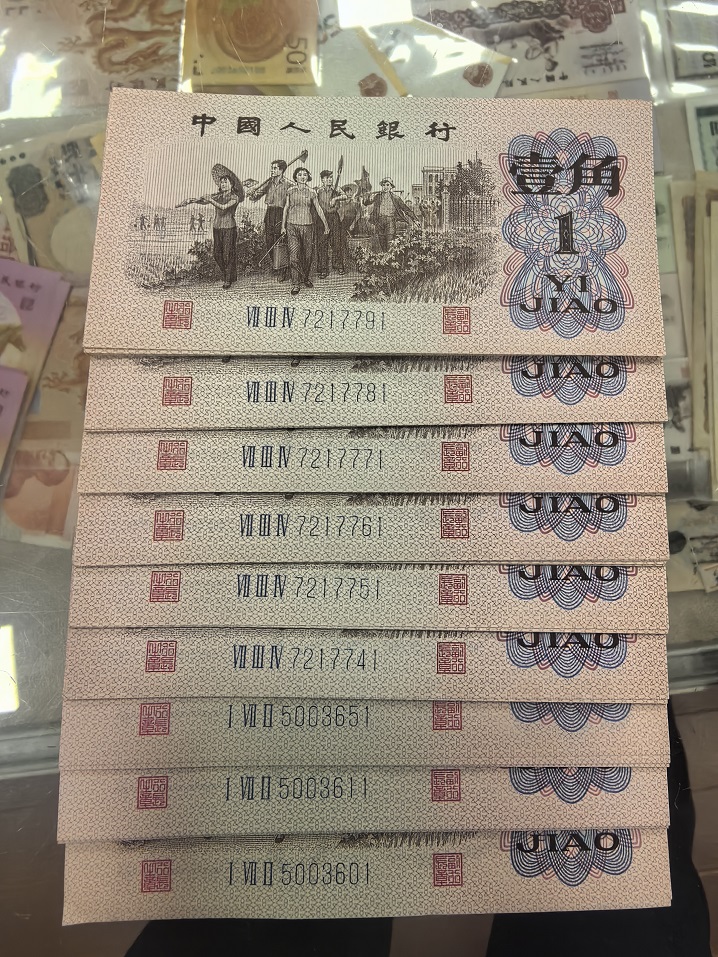 中國人民銀行
壹角
1
YI
JIAO
Ⅶ Ⅲ Ⅳ 7217791
JIAO
Ⅶ Ⅲ Ⅳ 7217781
JIAO
Ⅶ Ⅲ Ⅳ 7217771
JIAO
Ⅶ Ⅲ Ⅳ 7217761
JIAO
Ⅶ Ⅲ Ⅳ 7217751
JIAO
Ⅶ Ⅲ Ⅳ 7217741
Ⅰ Ⅶ Ⅱ 5003651
Ⅰ Ⅶ Ⅱ 5003611
JIAO
Ⅰ Ⅶ Ⅱ 5003601
50